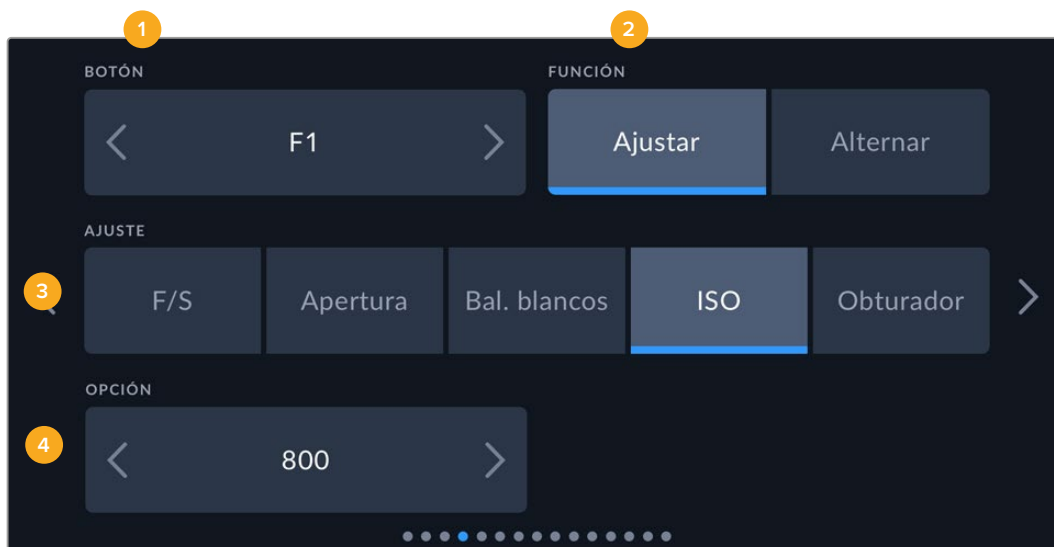 1 2
BOTÓN FUNCIÓN
F1 Ajustar Alternar
AJUSTE
3 F/S Apertura Bal. blancos ISO Obturador
OPCIÓN
4 800